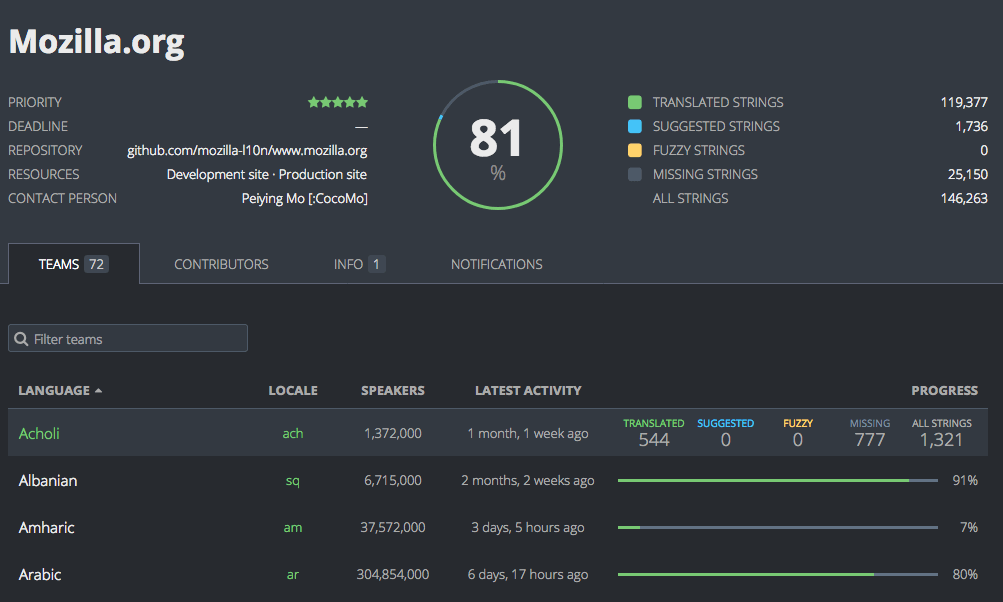 Mozilla.org
PRIORITY
DEADLINE —
REPOSITORY github.com/mozilla-l10n/www.mozilla.org
RESOURCES Development site · Production site
CONTACT PERSON Peiying Mo [:CocoMo]
81
%
TRANSLATED STRINGS 119,377
SUGGESTED STRINGS 1,736
FUZZY STRINGS 0
MISSING STRINGS 25,150
ALL STRINGS 146,263
TEAMS 72 CONTRIBUTORS INFO 1 NOTIFICATIONS
Filter teams
LANGUAGE LOCALE SPEAKERS LATEST ACTIVITY PROGRESS
Acholi ach 1,372,000 1 month, 1 week ago
TRANSLATED SUGGESTED FUZZY MISSING ALL STRINGS
544 0 0 777 1,321
Albanian sq 6,715,000 2 months, 2 weeks ago 91%
Amharic am 37,572,000 3 days, 5 hours ago 7%
Arabic ar 304,854,000 6 days, 17 hours ago 80%